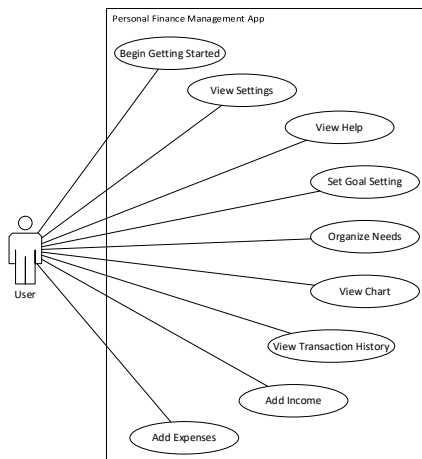 Personal Finance Management App
Begin Getting Started
View Settings
View Help
Set Goal Setting
Organize Needs
User
View Chart
View Transaction History
Add Income
Add Expenses